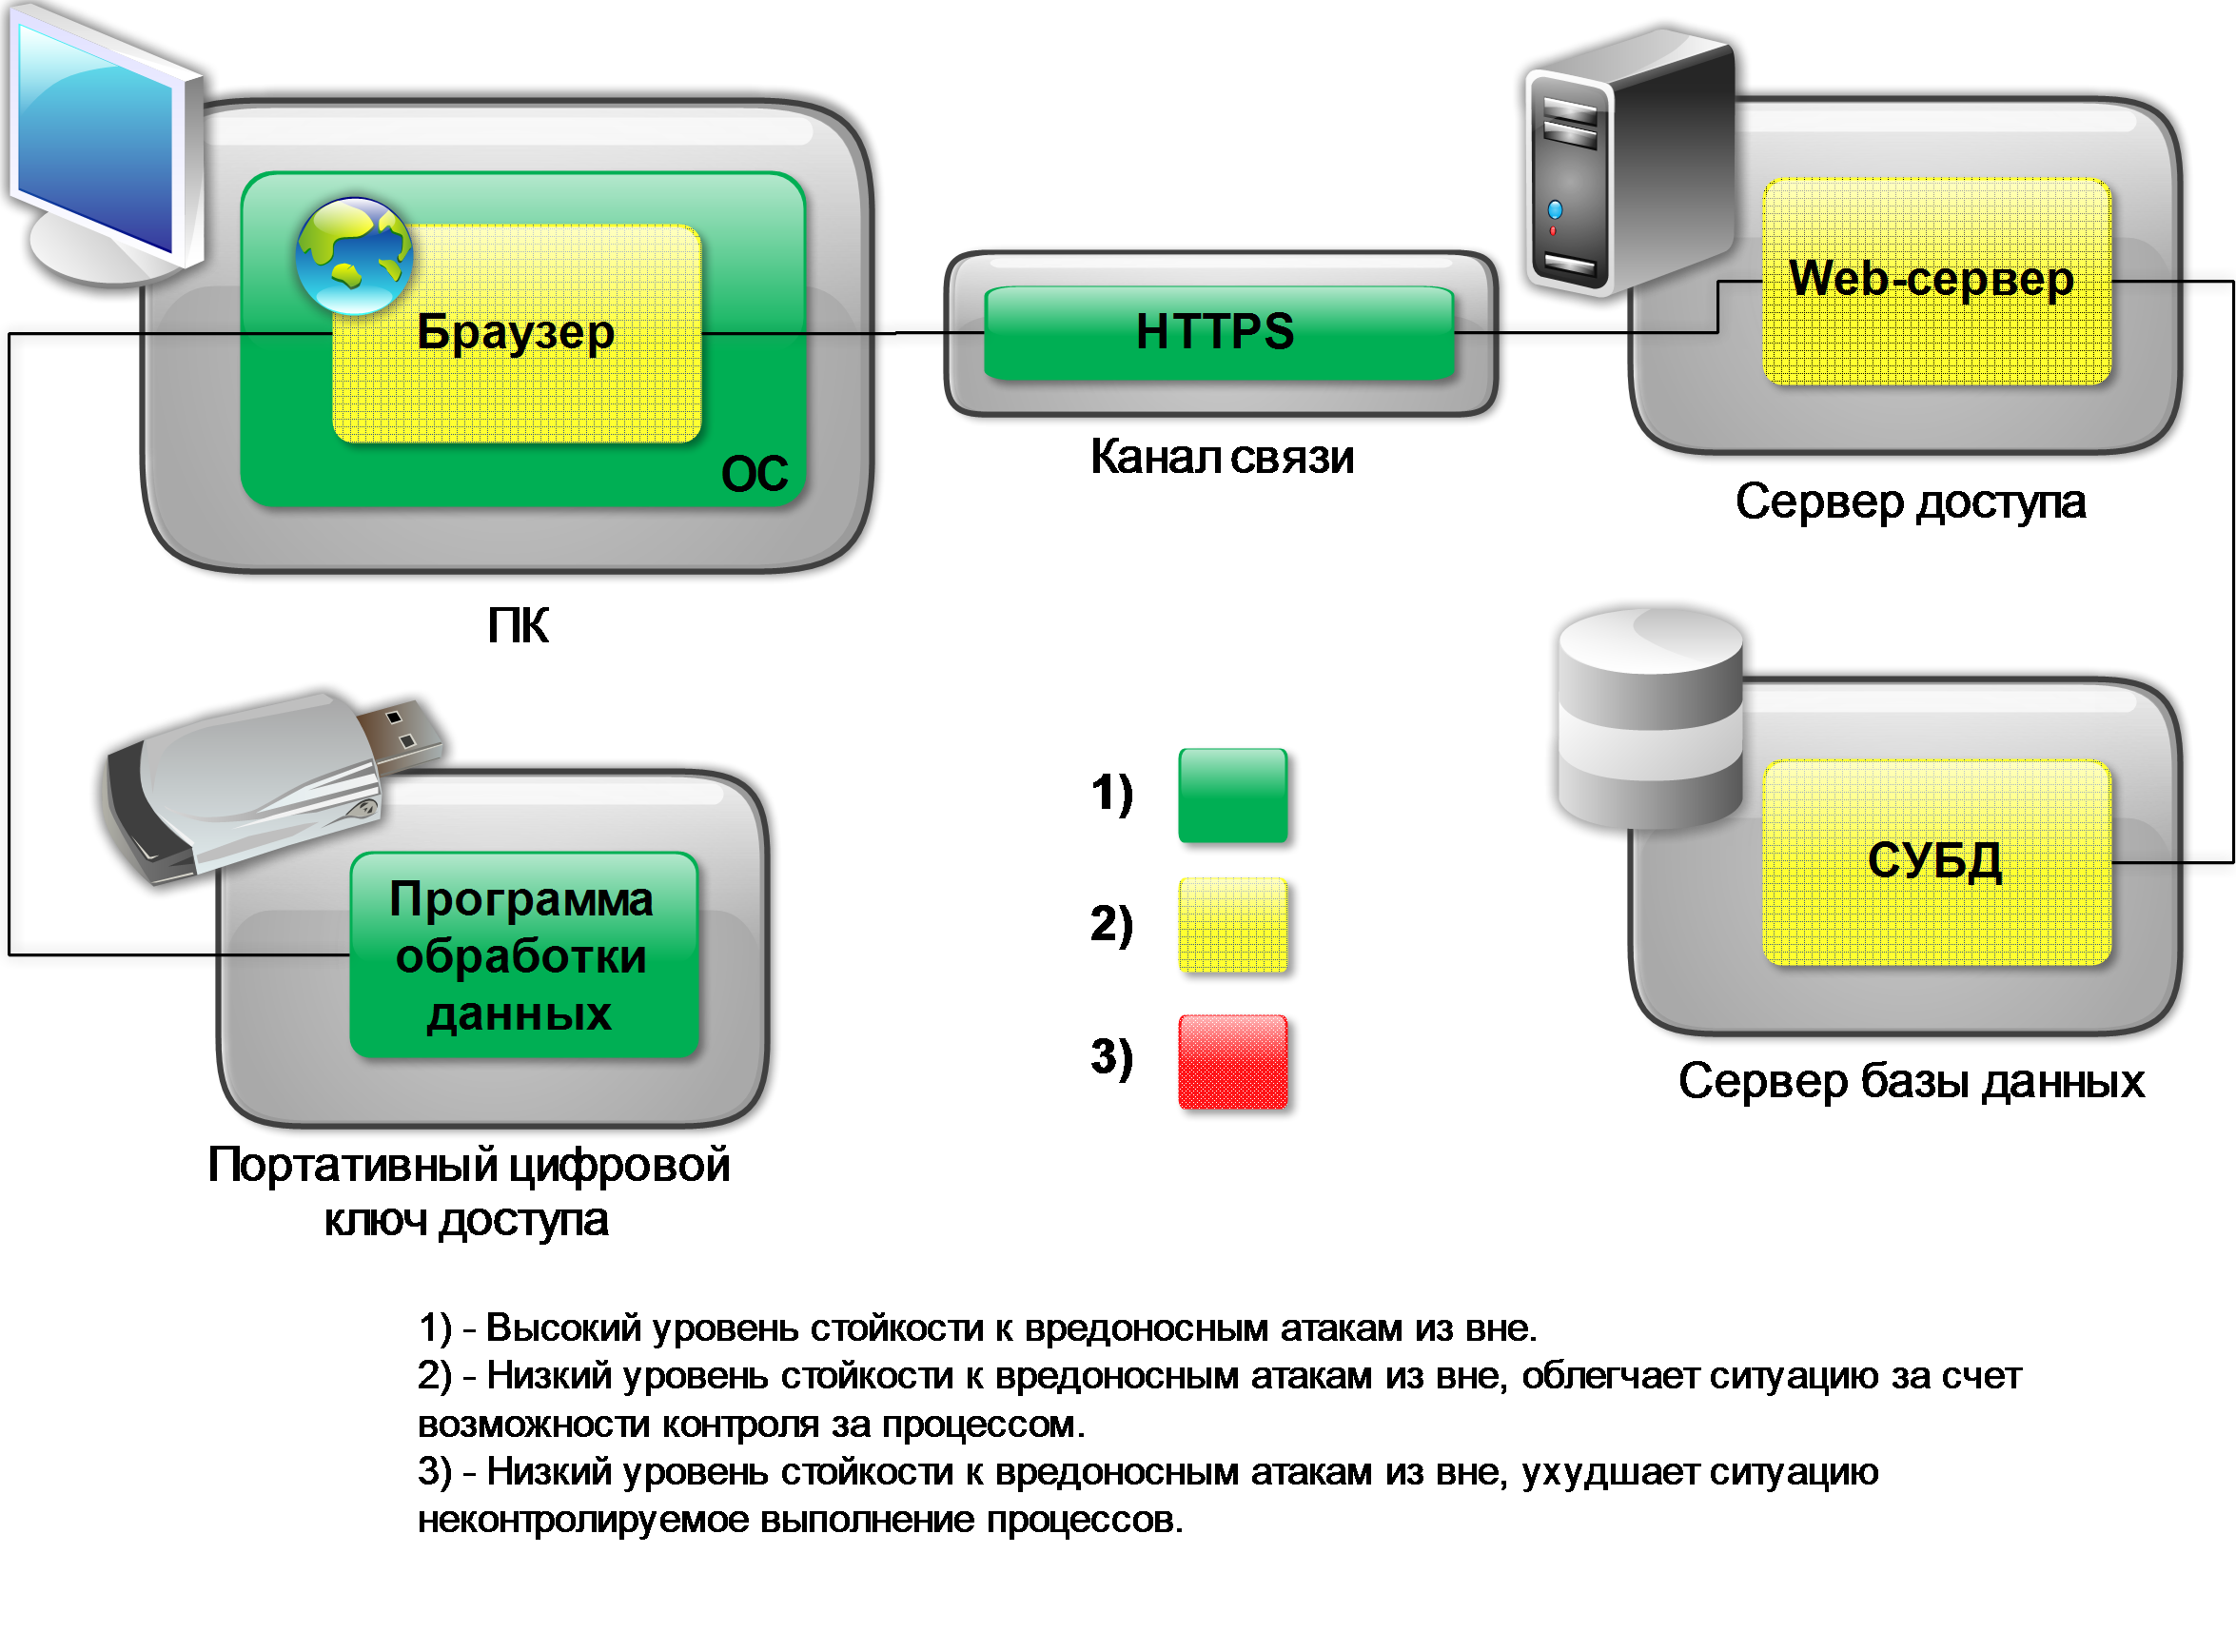 Браузер
ОС
ПК
HTTPS
Канал связи
Web-сервер
Сервер доступа
Программа
обработки
данных
Портативный цифровой
ключ доступа
1)
2)
3)
СУБД
Сервер базы данных
1) - Высокий уровень стойкости к вредоносным атакам из вне.
2) - Низкий уровень стойкости к вредоносным атакам из вне, облегчает ситуацию за счет
возможности контроля за процессом.
3) - Низкий уровень стойкости к вредоносным атакам из вне, ухудшает ситуацию
неконтролируемое выполнение процессов.